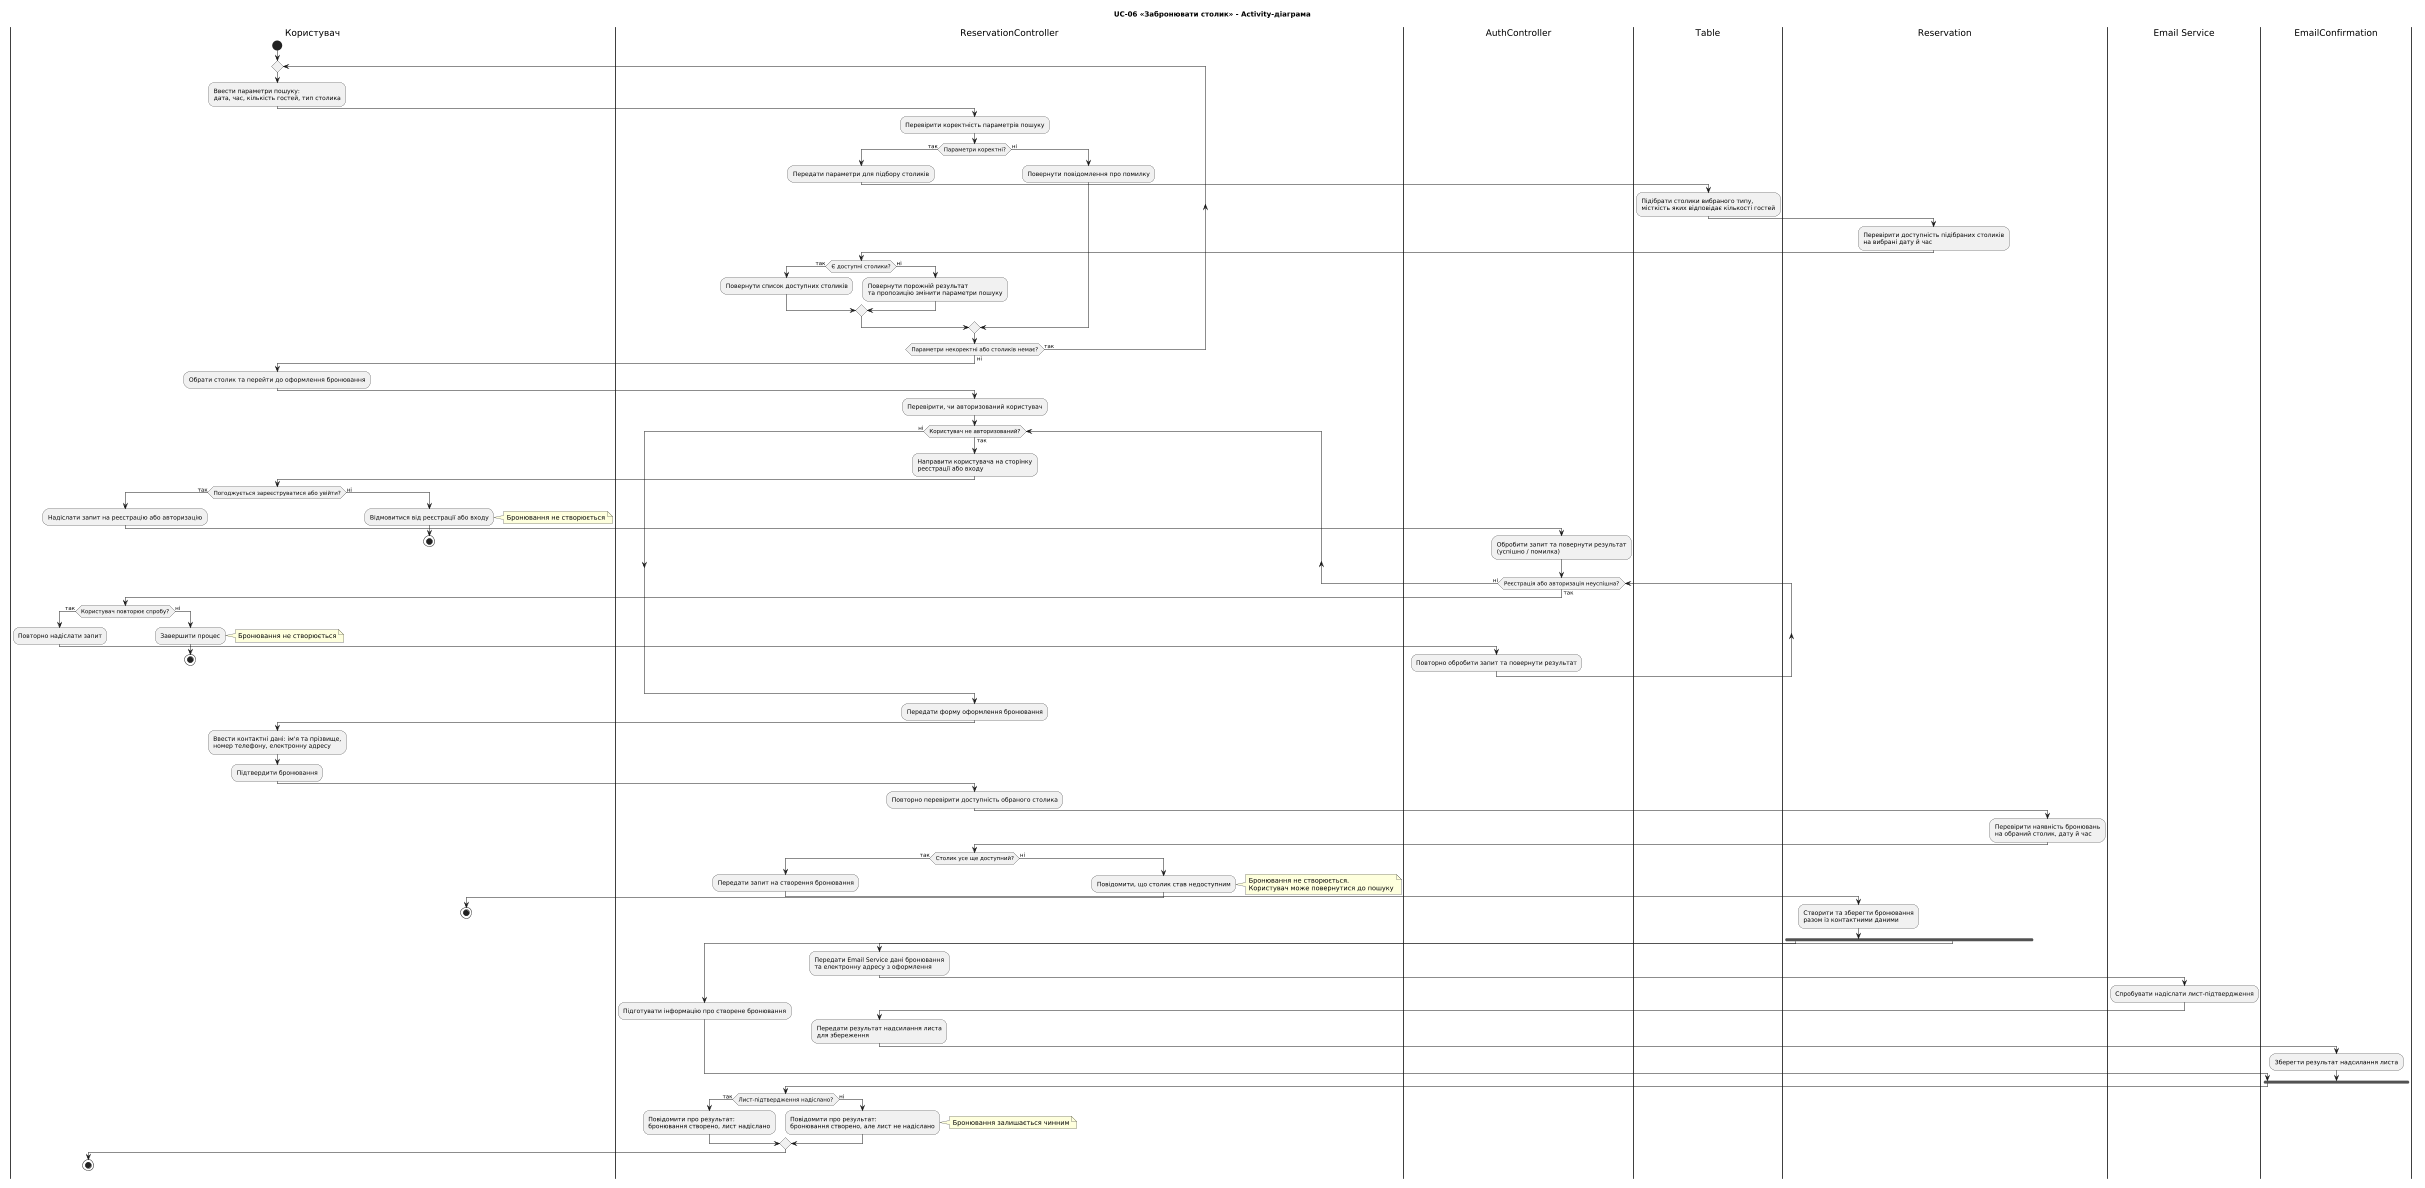 UC-06 «Забронювати столик» - Activity-діаграма
Користувач
ReservationController
AuthController
Table
Reservation
Email Service
EmailConfirmation
Ввести параметри пошуку:
дата, час, кількість гостей, тип столика
Перевірити коректність параметрів пошуку
так
Параметри коректні?
ні
Передати параметри для підбору столиків
Повернути повідомлення про помилку
Підібрати столики вибраного типу,
місткість яких відповідає кількості гостей
Перевірити доступність підібраних столиків
на вибрані дату й час
так
Є доступні столики?
ні
Повернути список доступних столиків
Повернути порожній результат
та пропозицію змінити параметри пошуку
Параметри некоректні або столиків немає?
так
ні
Обрати столик та перейти до оформлення бронювання
Перевірити, чи авторизований користувач
ні
Користувач не авторизований?
так
Направити користувача на сторінку
реєстрації або входу
так
Погоджується зареєструватися або увійти?
ні
Надіслати запит на реєстрацію або авторизацію
Відмовитися від реєстрації або входу
Бронювання не створюється
Обробити запит та повернути результат
(успішно / помилка)
ні
Реєстрація або авторизація неуспішна?
так
так
Користувач повторює спробу?
ні
Повторно надіслати запит
Завершити процес
Бронювання не створюється
Повторно обробити запит та повернути результат
Передати форму оформлення бронювання
Ввести контактні дані: ім'я та прізвище,
номер телефону, електронну адресу
Підтвердити бронювання
Повторно перевірити доступність обраного столика
Перевірити наявність бронювань
на обраний столик, дату й час
так
Столик усе ще доступний?
ні
Передати запит на створення бронювання
Повідомити, що столик став недоступним
Бронювання не створюється.
Користувач може повернутися до пошуку
Створити та зберегти бронювання
разом із контактними даними
Передати Email Service дані бронювання
та електронну адресу з оформлення
Спробувати надіслати лист-підтвердження
Підготувати інформацію про створене бронювання
Передати результат надсилання листа
для збереження
Зберегти результат надсилання листа
так
Лист-підтвердження надіслано?
ні
Повідомити про результат:
бронювання створено, лист надіслано
Повідомити про результат:
бронювання створено, але лист не надіслано
Бронювання залишається чинним